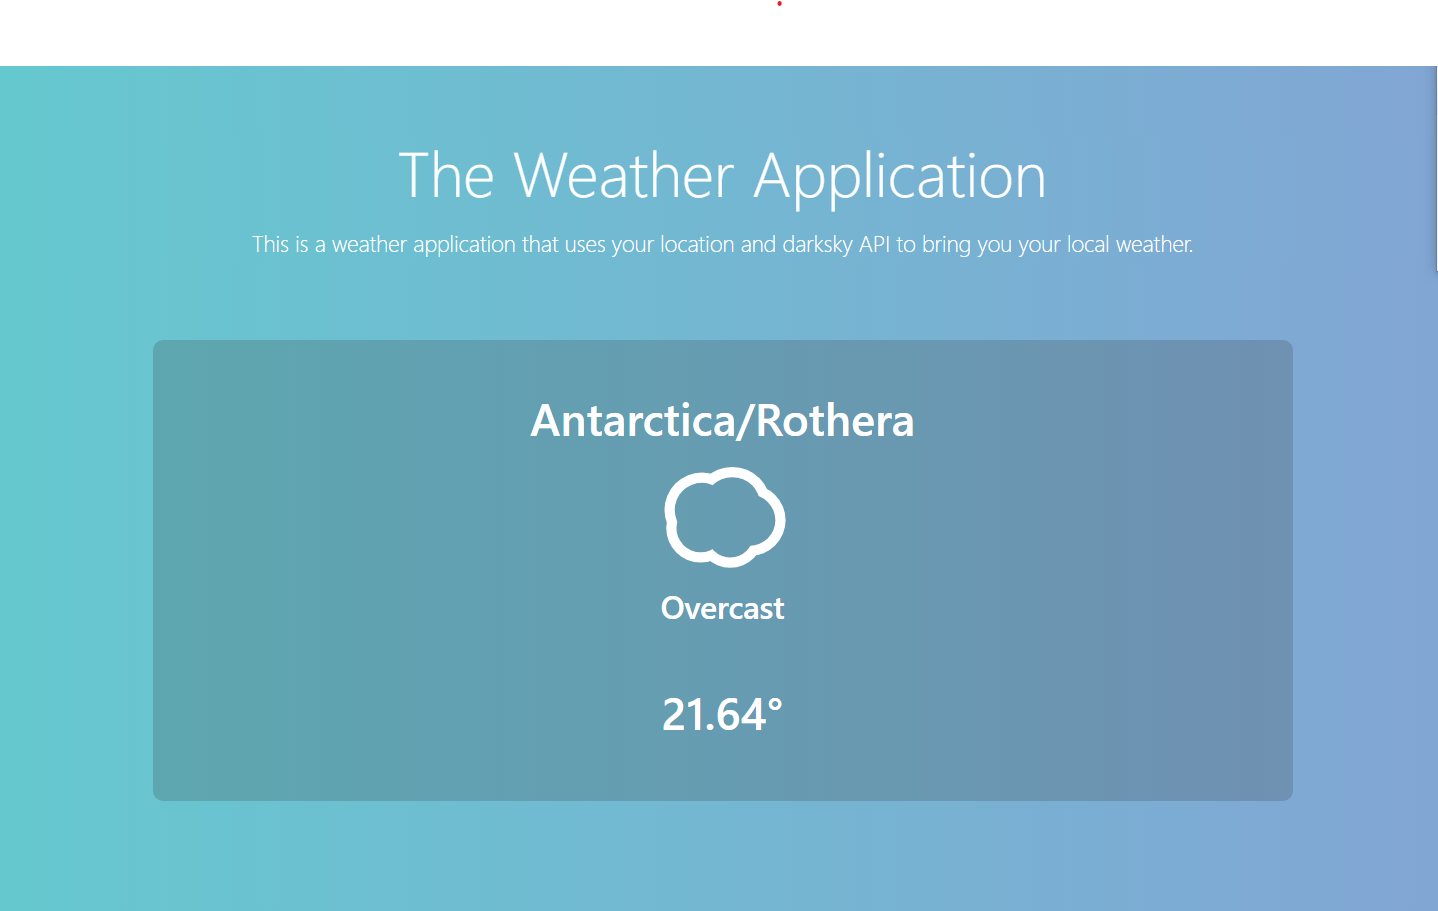 The Weather Application
This is a weather application that uses your location and darksky API to bring you your local weather.
Antarctica/Rothera
Overcast
21.64°